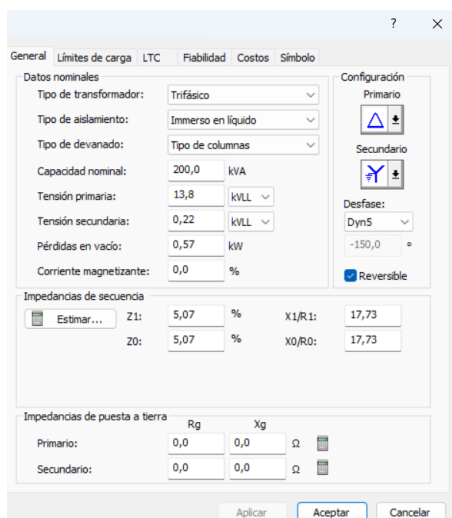 ?
General Límites de carga LTC Fiabilidad Costos Símbolo
Datos nominales
Tipo de transformador: Trifásico
Tipo de aislamiento: Immerso en líquido
Tipo de devanado: Tipo de columnas
Capacidad nominal: 200,0 kVA
Tensión primaria: 13,8 kVLL
Tensión secundaria: 0,22 kVLL
Pérdidas en vacío: 0,57 kW
Corriente magnetizante: 0,0 %
Configuración
Primario
Secundario
Desfase:
Dyn5
-150,0 °
Reversible
Impedancias de secuencia
Estimar... Z1: 5,07 % X1/R1: 17,73
Z0: 5,07 % X0/R0: 17,73
Impedancias de puesta a tierra
Rg Xg
Primario: 0,0 0,0 Ω
Secundario: 0,0 0,0 Ω
Aplicar Aceptar Cancelar